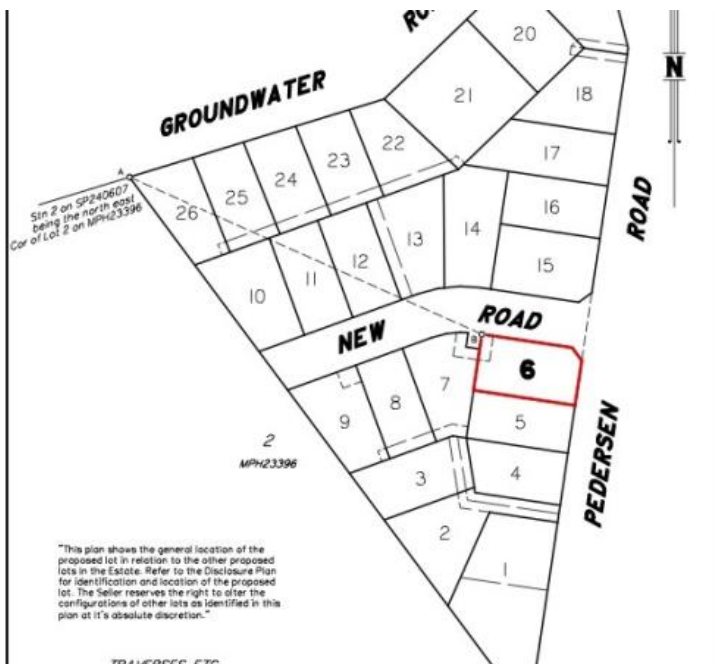 20
GROUNDWATER
21
18
N
22
23
24
25
26
17
16
15
14
13
12
11
10
A
Stn 2 on SP240607
being the north east
Cor of Lot 2 on MPH23396
ROAD
NEW ROAD
B
6
7
8
9
5
4
3
2
1
PEDERSEN
2
MPH23396
"This plan shows the general location of the
proposed lot in relation to the other proposed
lots in the Estate. Refer to the Disclosure Plan
for identification and location of the proposed
lot. The Seller reserves the right to alter the
configurations of other lots as identified in this
plan at it's absolute discretion."